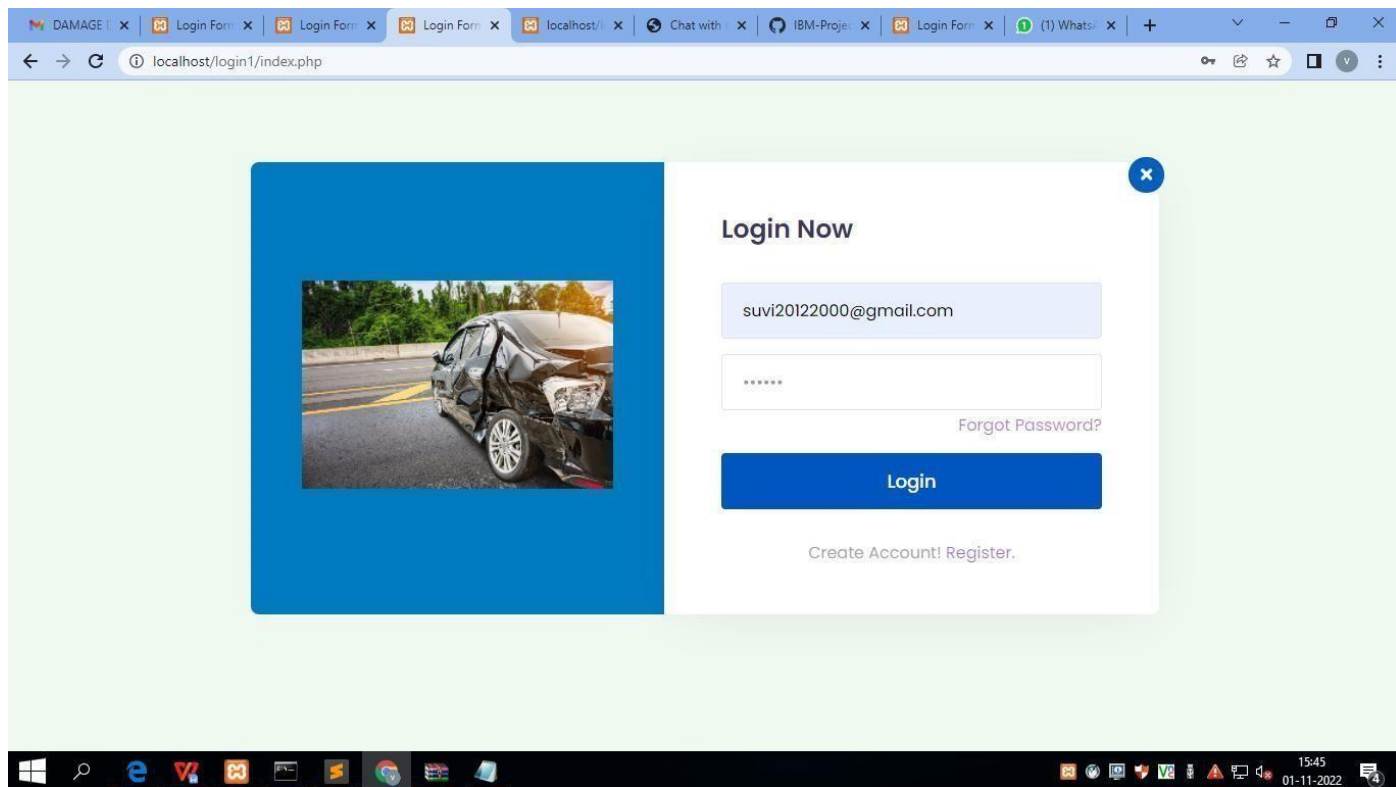 DAMAGE
Login Form
Login Form
Login Form
localhost/
Chat with
IBM-Projec
Login Form
(1) WhatsA
localhost/login1/index.php
V
Login Now
suvi20122000@gmail.com
Forgot Password?
Login
Create Account! Register.
15:45
01-11-2022
4